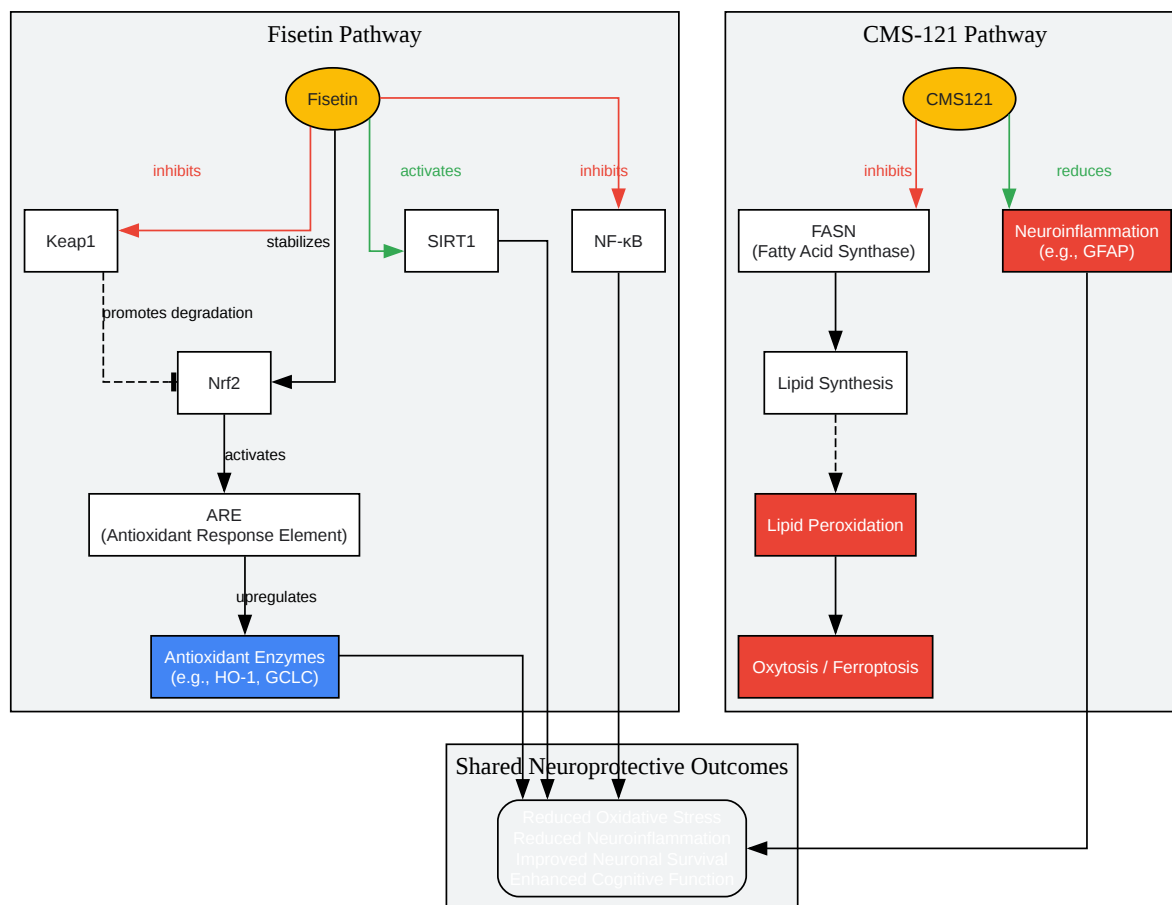 Fisetin Pathway
Fisetin
inhibits
activates
inhibits
Keap1
stabilizes
SIRT1
NF-κB
promotes degradation
Nrf2
activates
ARE
(Antioxidant Response Element)
upregulates
Antioxidant Enzymes
(e.g., HO-1, GCLC)
CMS-121 Pathway
CMS121
inhibits
reduces
FASN
(Fatty Acid Synthase)
Neuroinflammation
(e.g., GFAP)
Lipid Synthesis
Lipid Peroxidation
Oxytosis / Ferroptosis
Shared Neuroprotective Outcomes
Reduced Oxidative Stress
Reduced Neuroinflammation
Improved Neuronal Survival
Enhanced Cognitive Function